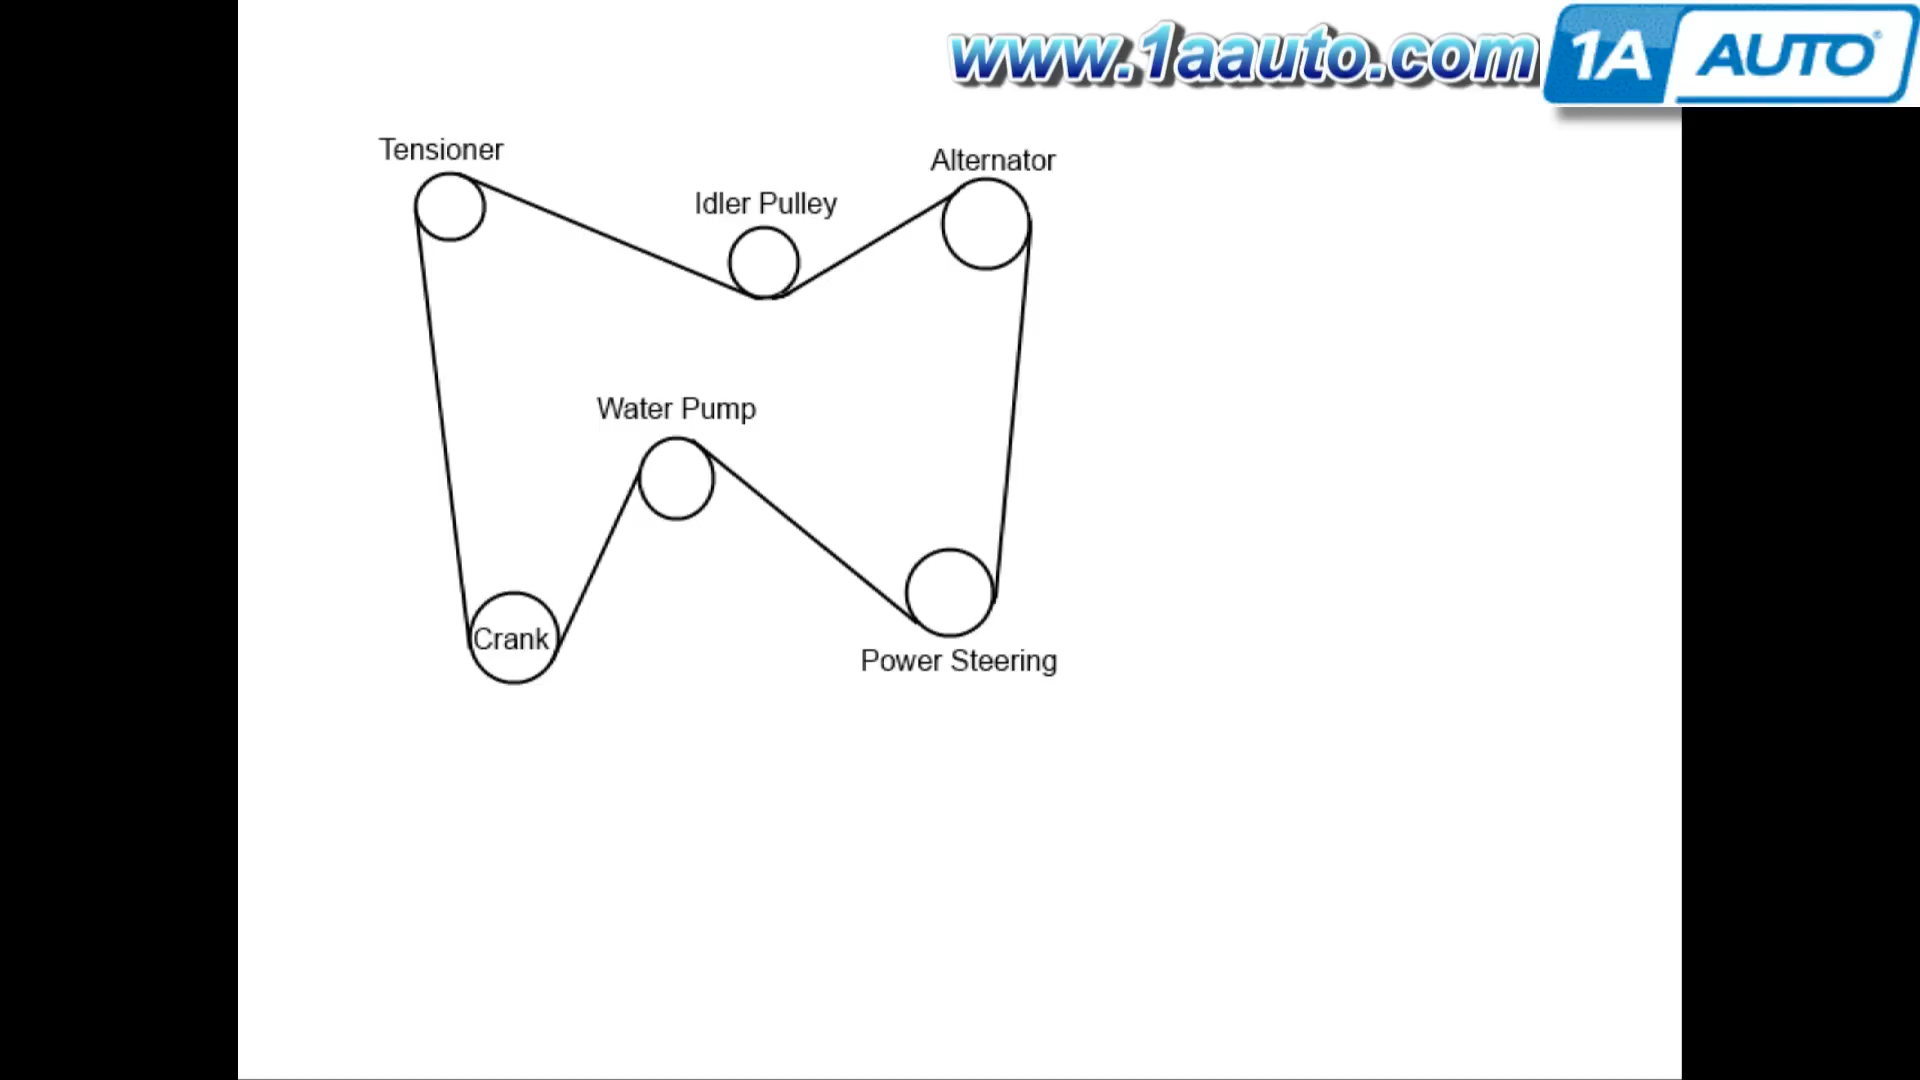 www.1aauto.com 1A AUTO®
Tensioner
Alternator
Idler Pulley
Water Pump
Crank
Power Steering